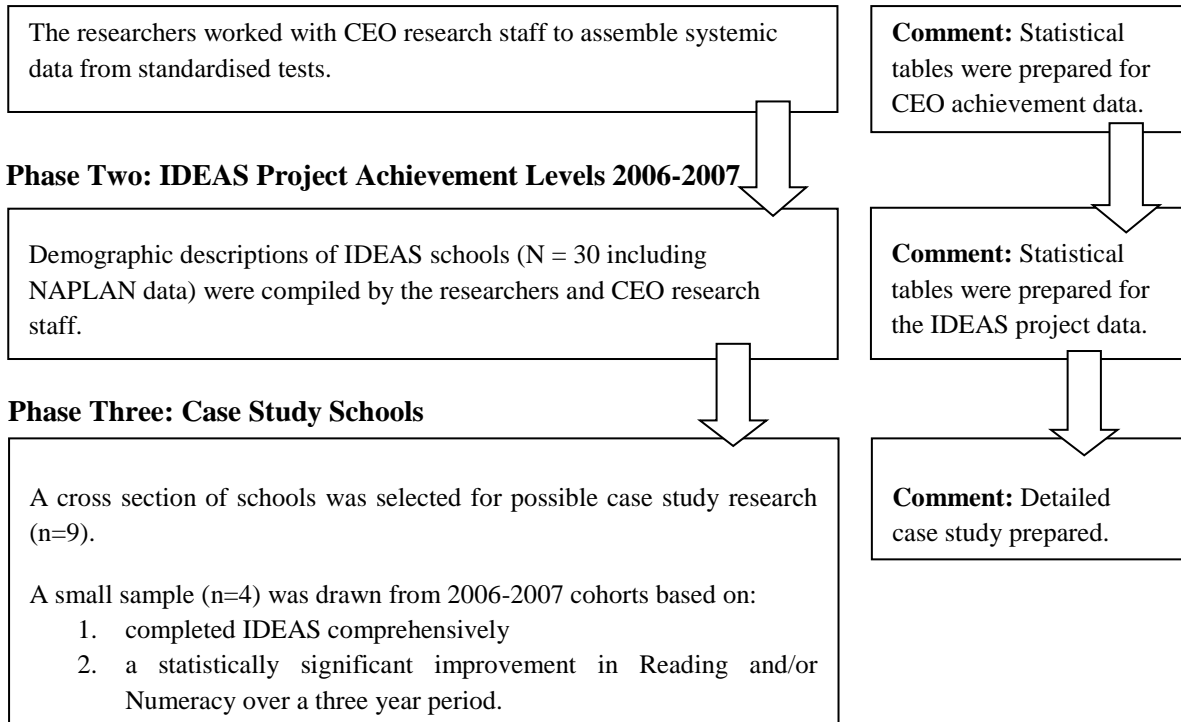 The researchers worked with CEO research staff to assemble systemic
data from standardised tests.
Comment: Statistical
tables were prepared for
CEO achievement data.
Phase Two: IDEAS Project Achievement Levels 2006-2007
Demographic descriptions of IDEAS schools (N = 30 including
NAPLAN data) were compiled by the researchers and CEO research
staff.
Comment: Statistical
tables were prepared for
the IDEAS project data.
Phase Three: Case Study Schools
A cross section of schools was selected for possible case study research
(n=9).
A small sample (n=4) was drawn from 2006-2007 cohorts based on:
1. completed IDEAS comprehensively
2. a statistically significant improvement in Reading and/or
Numeracy over a three year period.
Comment: Detailed
case study prepared.